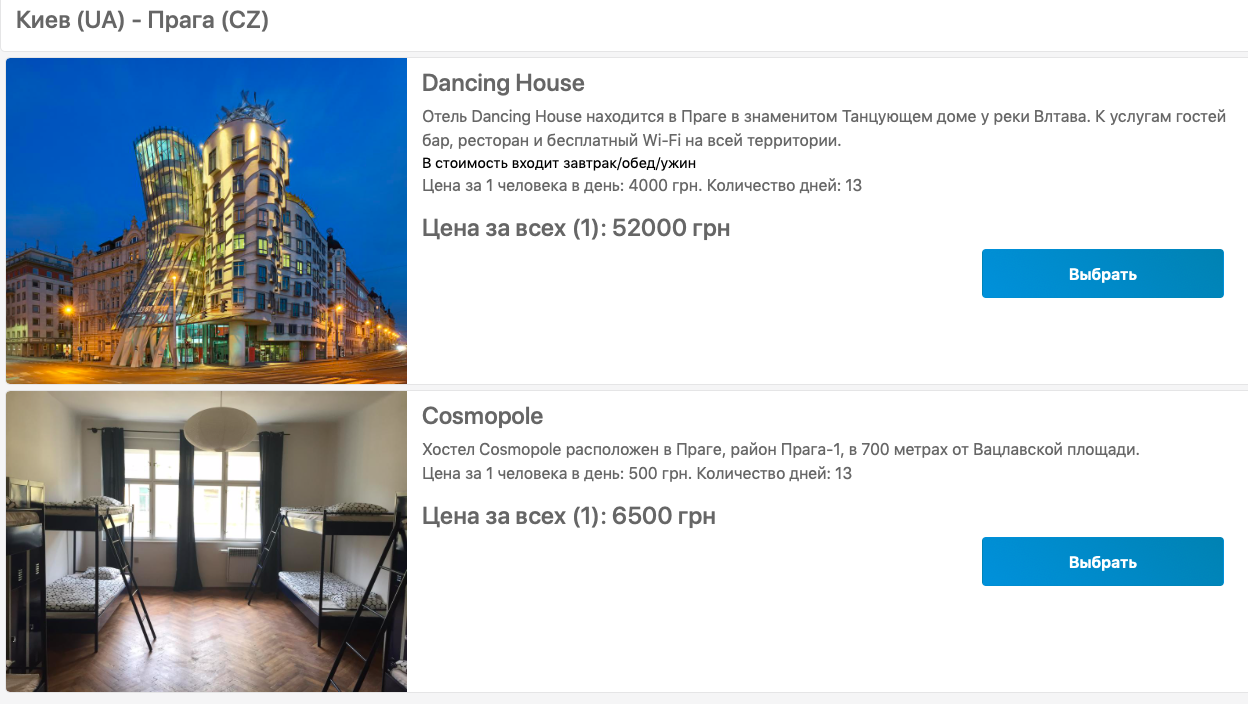 Киев (UA) - Прага (CZ)
Dancing House
Отель Dancing House находится в Праге в знаменитом Танцующем доме у реки Влтава. К услугам гостей
бар, ресторан и бесплатный Wi-Fi на всей территории.
В стоимость входит завтрак/обед/ужин
Цена за 1 человека в день: 4000 грн. Количество дней: 13
Цена за всех (1): 52000 грн
Выбрать
Cosmopole
Хостел Cosmopole расположен в Праге, район Прага-1, в 700 метрах от Вацлавской площади.
Цена за 1 человека в день: 500 грн. Количество дней: 13
Цена за всех (1): 6500 грн
Выбрать